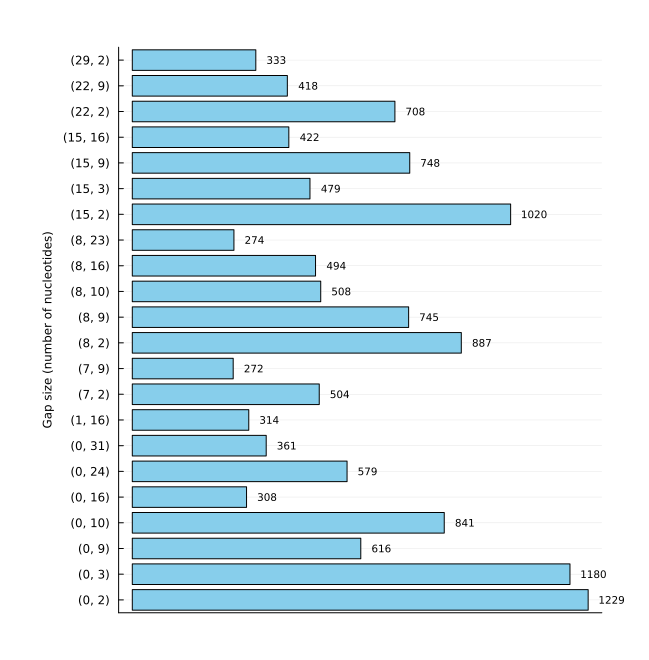 Gap size (number of nucleotides)
(29, 2) 333
(22, 9) 418
(22, 2) 708
(15, 16) 422
(15, 9) 748
(15, 3) 479
(15, 2) 1020
(8, 23) 274
(8, 16) 494
(8, 10) 508
(8, 9) 745
(8, 2) 887
(7, 9) 272
(7, 2) 504
(1, 16) 314
(0, 31) 361
(0, 24) 579
(0, 16) 308
(0, 10) 841
(0, 9) 616
(0, 3) 1180
(0, 2) 1229